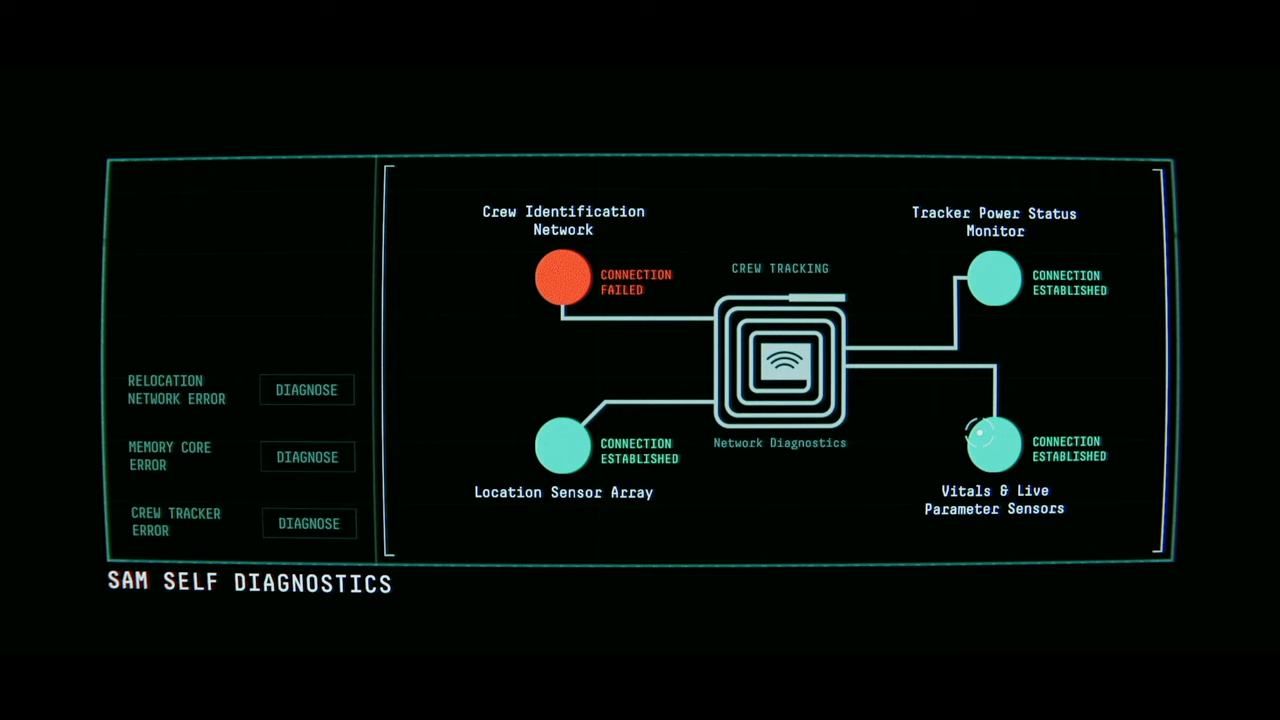 Crew Identification
Network
CONNECTION
FAILED
CREW TRACKING
Tracker Power Status
Monitor
CONNECTION
ESTABLISHED
RELOCATION
NETWORK ERROR
DIAGNOSE
MEMORY CORE
ERROR
DIAGNOSE
CREW TRACKER
ERROR
DIAGNOSE
CONNECTION
ESTABLISHED
Location Sensor Array
Network Diagnostics
CONNECTION
ESTABLISHED
Vitals & Live
Parameter Sensors
SAM SELF DIAGNOSTICS